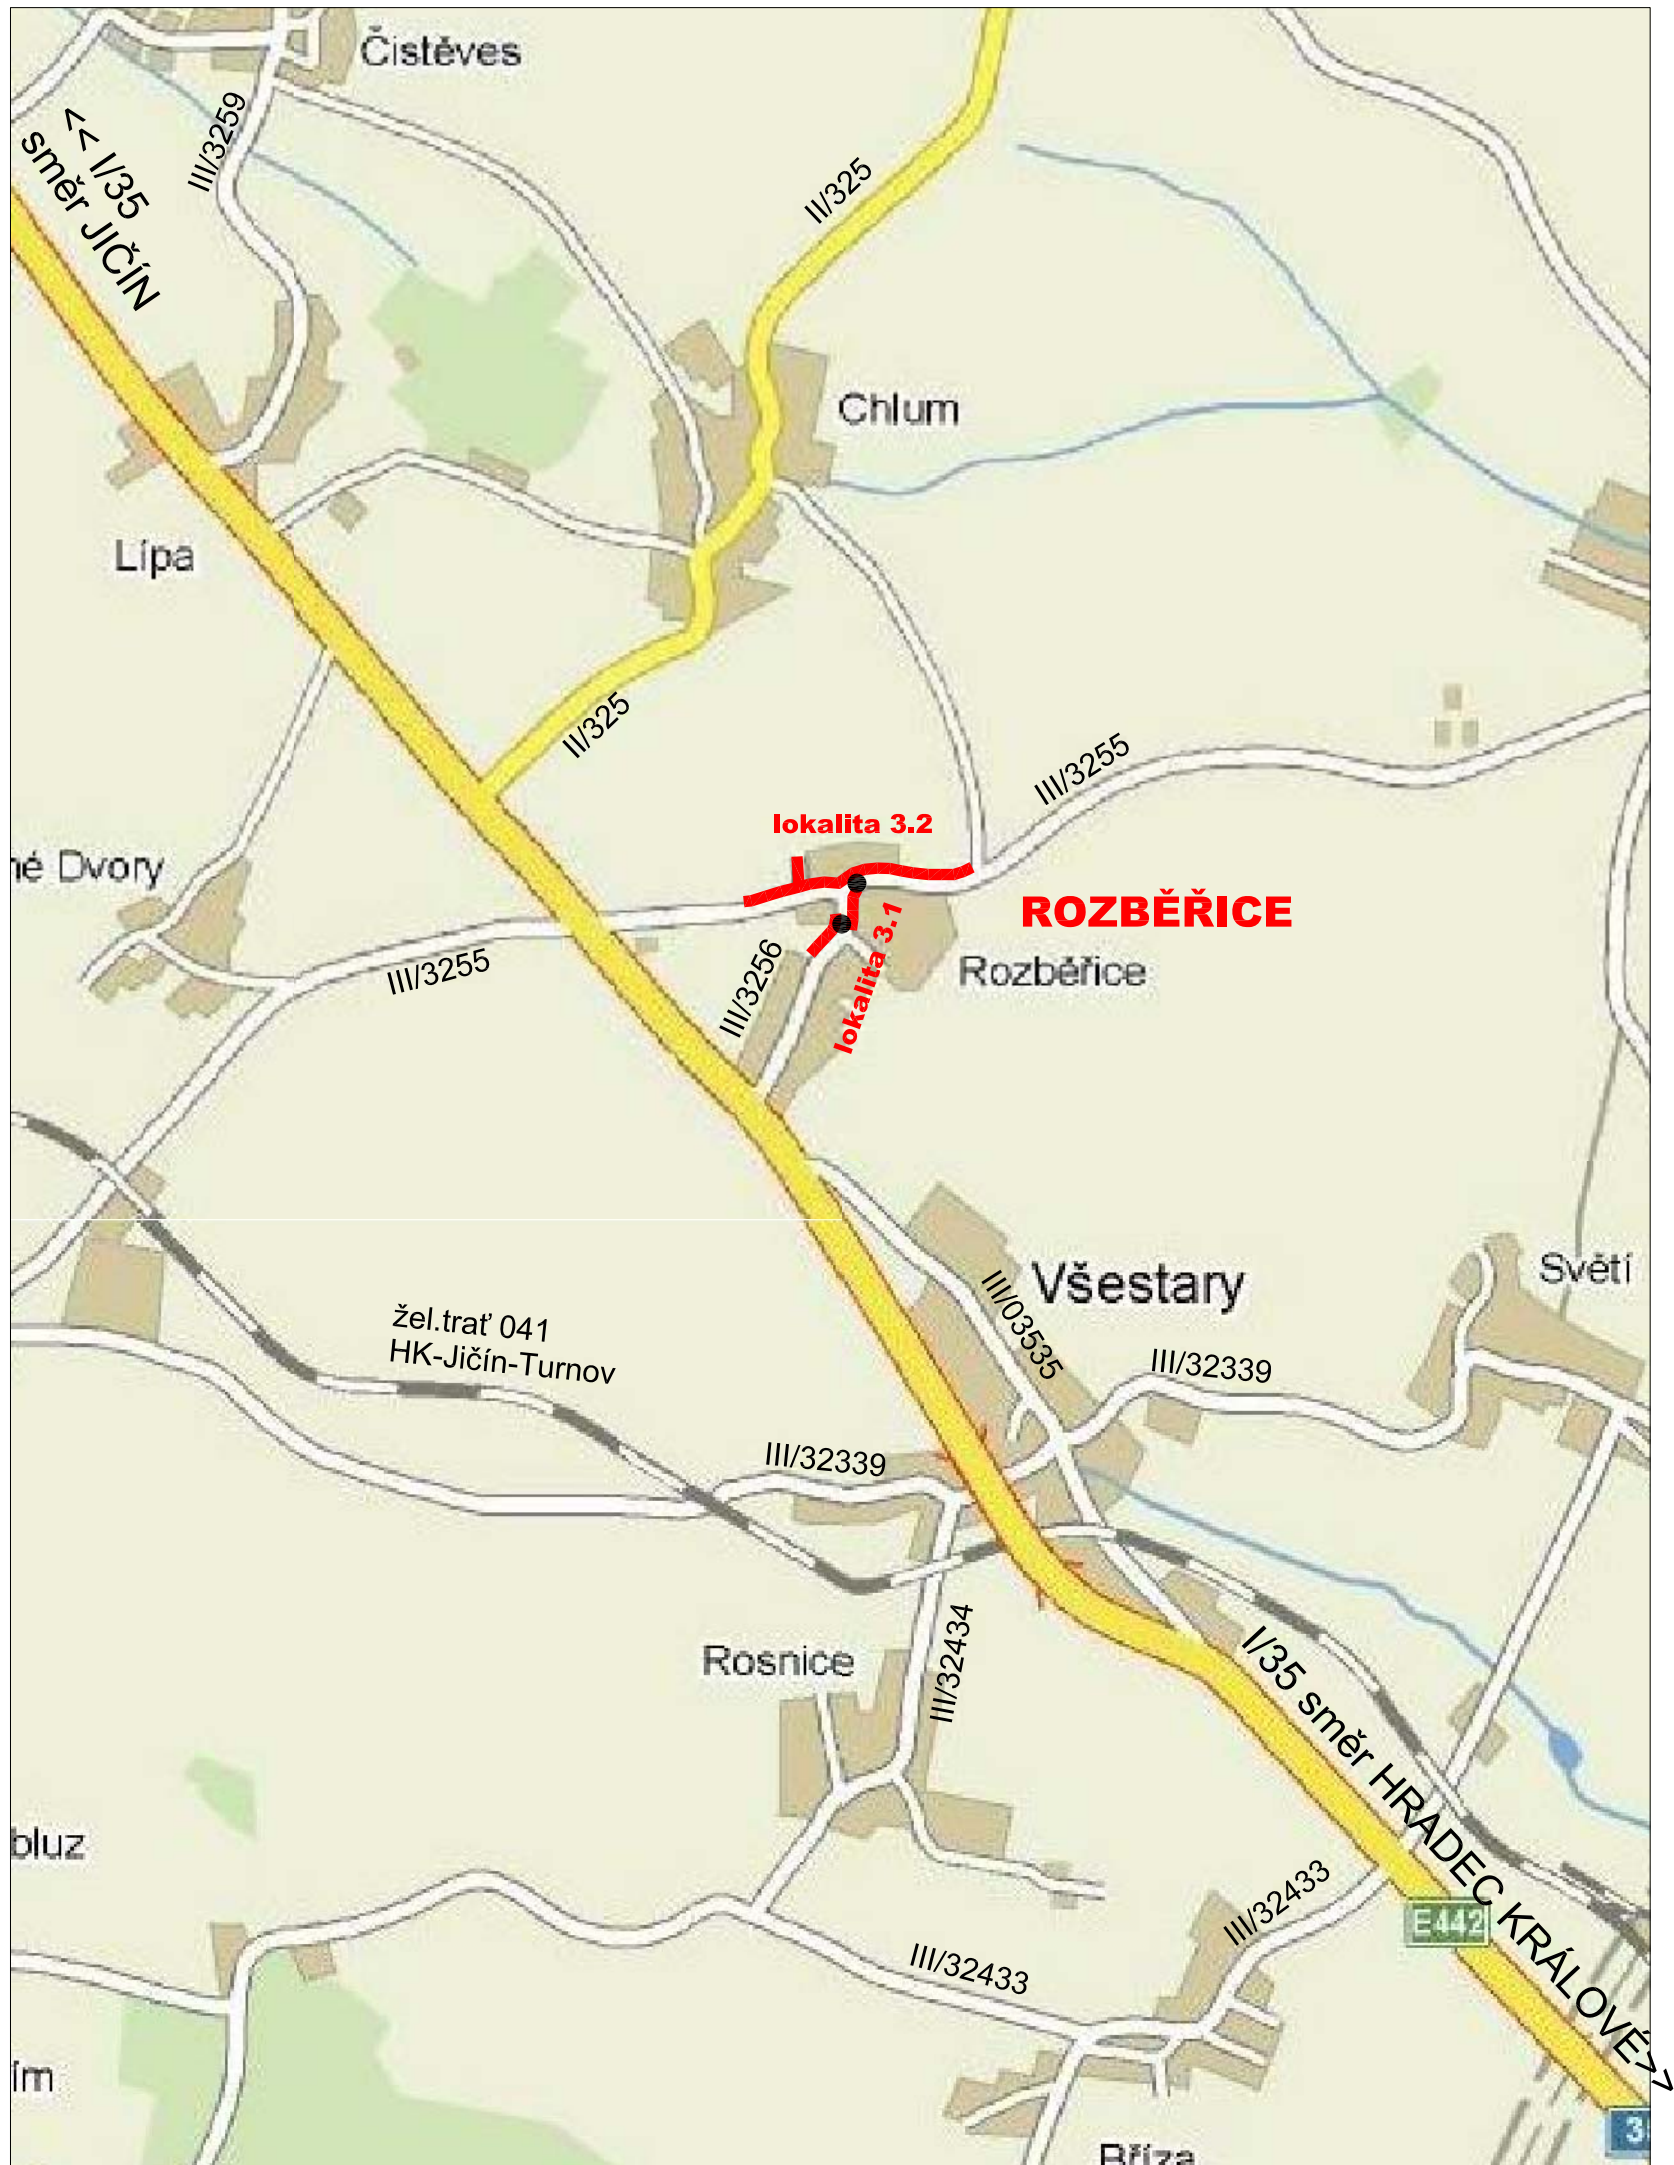 Čistěves
III/3259
<< I/35
směr JIČÍN
II/325
Chlum
Lípa
II/325
III/3255
lokalita 3.2
né Dvory
ROZBĚŘICE
lokalita 3.1
Rozběřice
III/3255
III/3256
Všestary
Světí
III/03535
žel.trať 041
HK-Jičín-Turnov
III/32339
III/32339
Rosnice
III/32434
I/35 směr HRADEC KRÁLOVÉ>>
bluz
III/32433
E442
III/32433
ím
Bříza